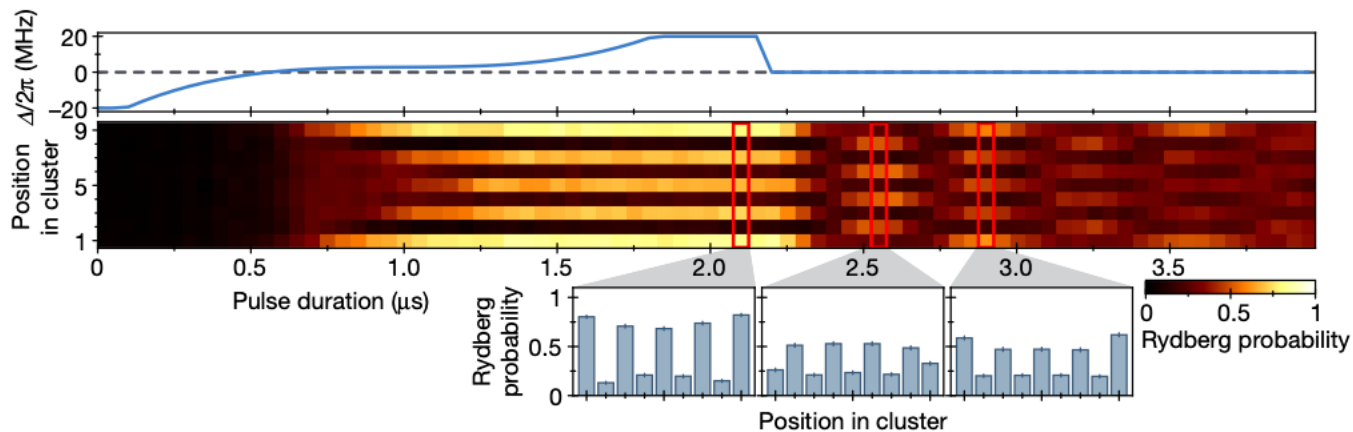 Δ/2π (MHz)
20
0
−20
Position
in cluster
9
5
1
0 0.5 1.0 1.5 2.0 2.5 3.0 3.5
Pulse duration (μs)
Rydberg
probability
1
0.5
0
Position in cluster
0 0.5 1
Rydberg probability